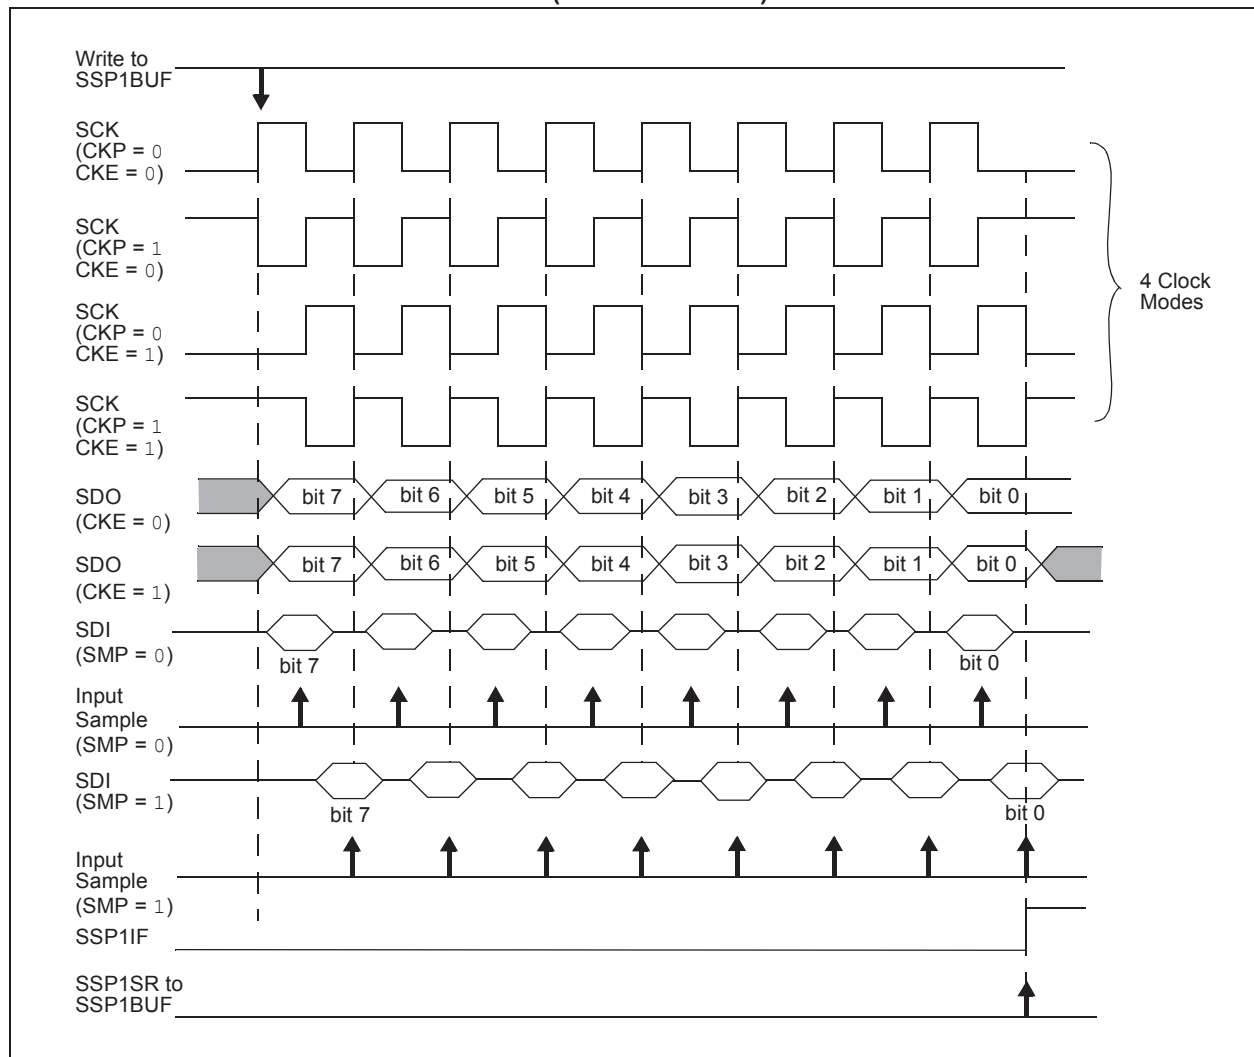 Write to
SSP1BUF
SCK
(CKP = 0
CKE = 0)
SCK
(CKP = 1
CKE = 0)
4 Clock
Modes
SCK
(CKP = 0
CKE = 1)
SCK
(CKP = 1
CKE = 1)
SDO
(CKE = 0)
bit 7 bit 6 bit 5 bit 4 bit 3 bit 2 bit 1 bit 0
SDO
(CKE = 1)
bit 7 bit 6 bit 5 bit 4 bit 3 bit 2 bit 1 bit 0
SDI
(SMP = 0)
bit 7 bit 0
Input
Sample
(SMP = 0)
SDI
(SMP = 1)
bit 7 bit 0
Input
Sample
(SMP = 1)
SSP1IF
SSP1SR to
SSP1BUF